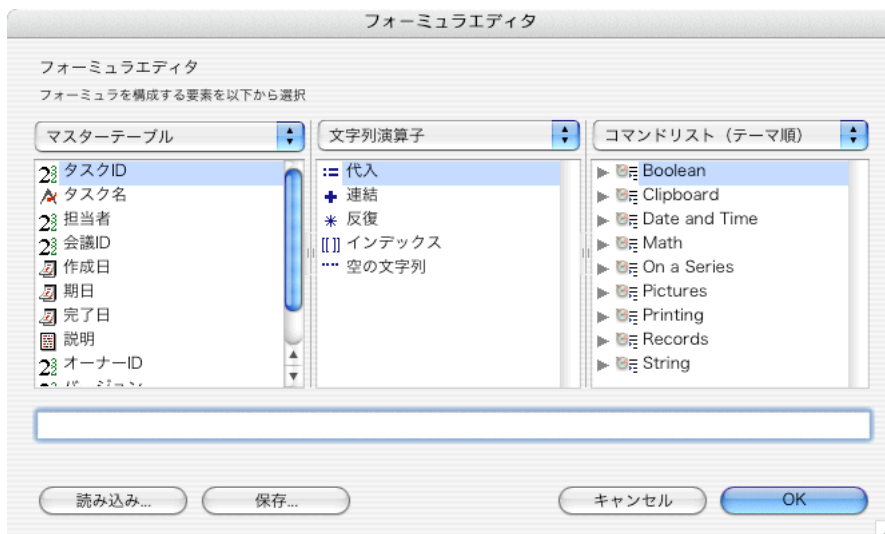 フォーミュラエディタ
フォーミュラエディタ
フォーミュラを構成する要素を以下から選択
マスターテーブル
タスクID
タスク名
担当者
会議ID
作成日
期日
完了日
説明
オーナーID
バージョン
文字列演算子
:= 代入
+ 連結
* 反復
[[ ]] インデックス
"" 空の文字列
コマンドリスト（テーマ順）
Boolean
Clipboard
Date and Time
Math
On a Series
Pictures
Printing
Records
String
読み込み... 保存... キャンセル OK